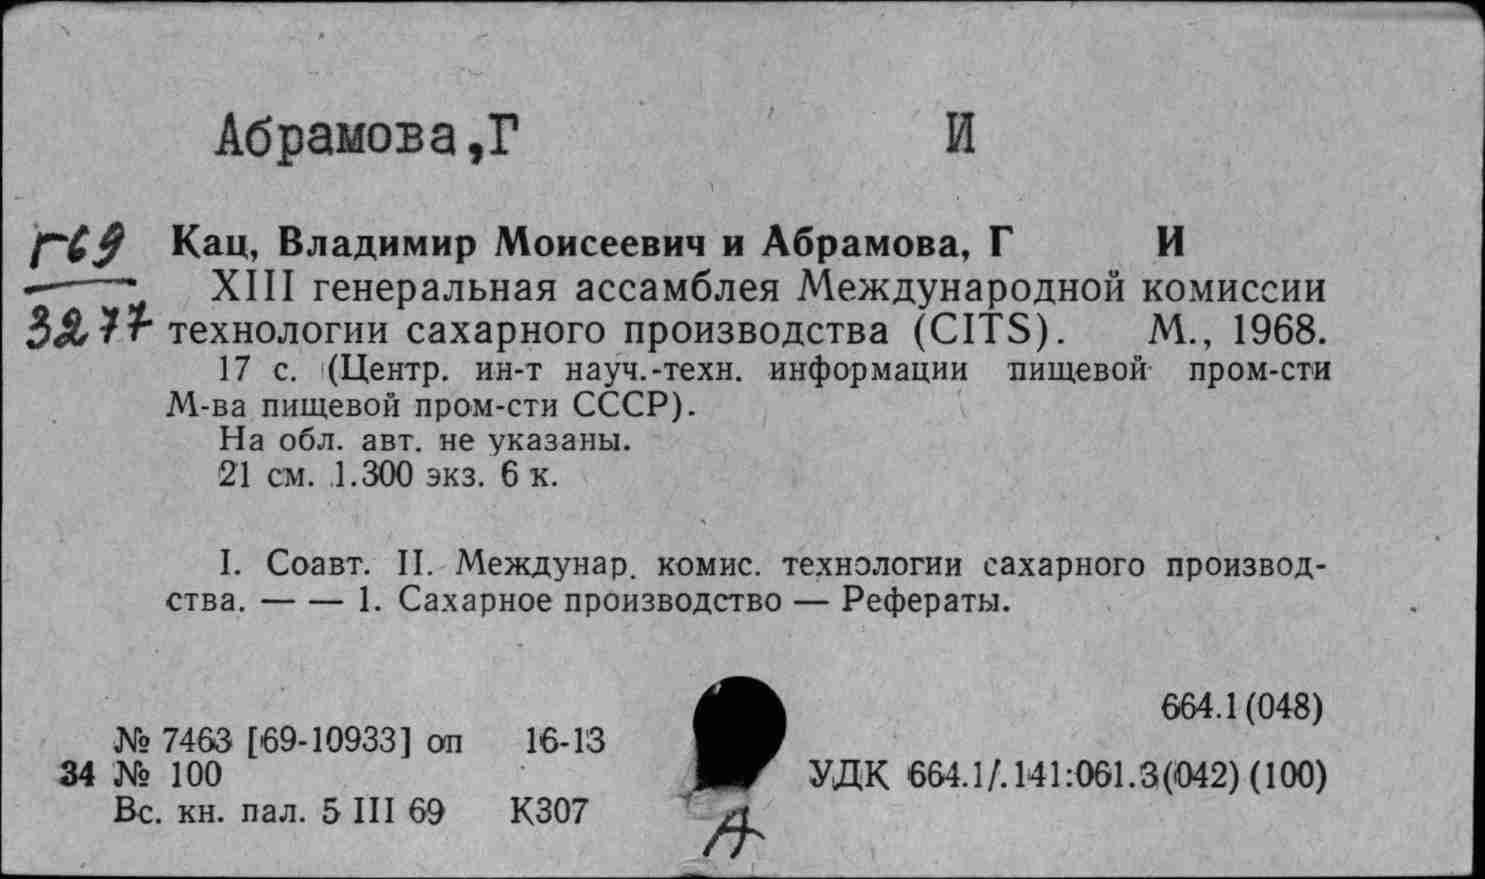 Абрамова,Г И
Г69 Кац, Владимир Моисеевич и Абрамова, Г И
XIII генеральная ассамблея Международной комиссии
3277 технологии сахарного производства (CITS). М., 1968.
17 с. (Центр. ин-т науч.-техн. информации пищевой пром-сти
М-ва пищевой пром-сти СССР).
На обл. авт. не указаны.
21 см. 1.300 экз. 6 к.
I. Соавт. II. Междунар. комис. технологии сахарного производ-
ства. — — 1. Сахарное производство — Рефераты.
664.1(048)
№ 7463 [69-10933] оп 16-13
34 № 100
УДК 664.1/.141:061.3(042)(100)
Вс. кн. пал. 5 III 69 К307
А